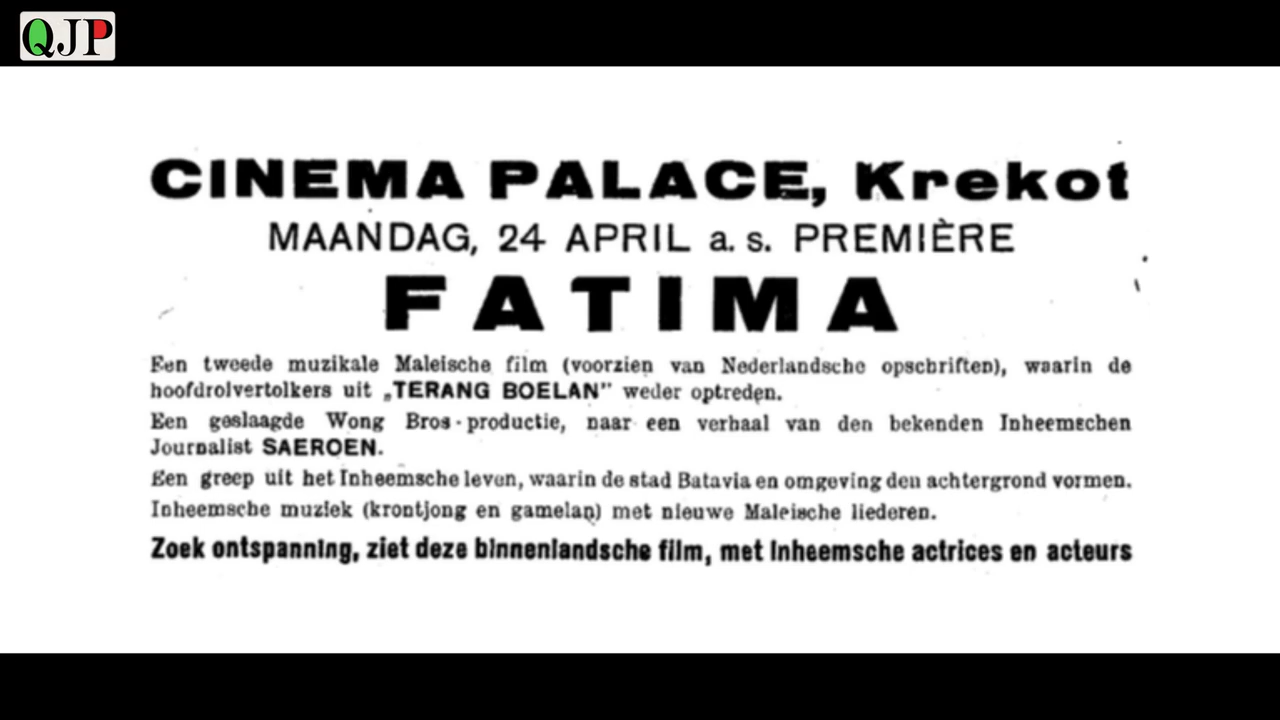 QJP
CINEMA PALACE, Krekot
MAANDAG, 24 APRIL a. s. PREMIÈRE
FATIMA
Een tweede muzikale Maleische film (voorzien van Nederlandsche opschriften), waarin de
hoofdrolvertolkers uit „TERANG BOELAN” weder optreden.
Een geslaagde Wong Bros-productie, naar een verhaal van den bekenden Inheemschen
Journalist SAEROEN.
Een greep uit het Inheemsche leven, waarin de stad Batavia en omgeving den achtergrond vormen.
Inheemsche muziek (krontjong en gamelan) met nieuwe Maleische liederen.
Zoek ontspanning, ziet deze binnenlandsche film, met Inheemsche actrices en acteurs